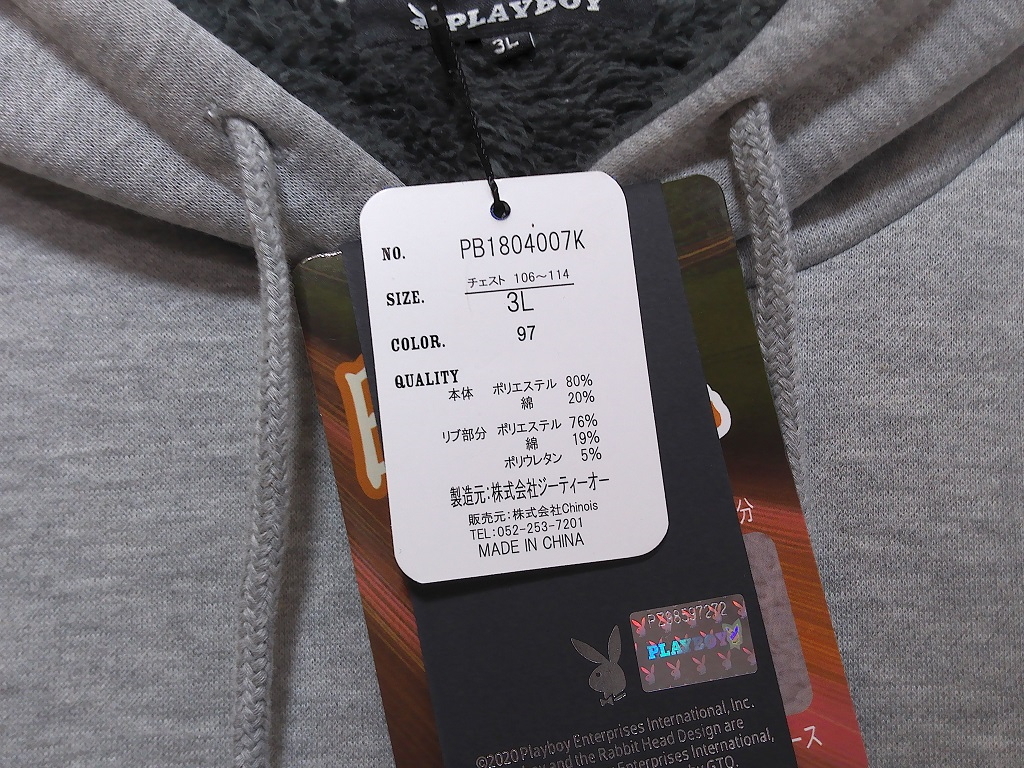 PLAYBOY
3L
NO. PB1804007K
チェスト 106～114
SIZE. 3L
COLOR. 97
QUALITY
本体 ポリエステル 80%
綿 20%
リブ部分 ポリエステル 76%
綿 19%
ポリウレタン 5%
製造元:株式会社ジーティーオー
販売元:株式会社Chinois
TEL:052-253-7201
MADE IN CHINA
分
PLAYBOY
ース
©2020 Playboy Enterprises International, Inc.
and the Rabbit Head Design are
Enterprises International,
by GTO.